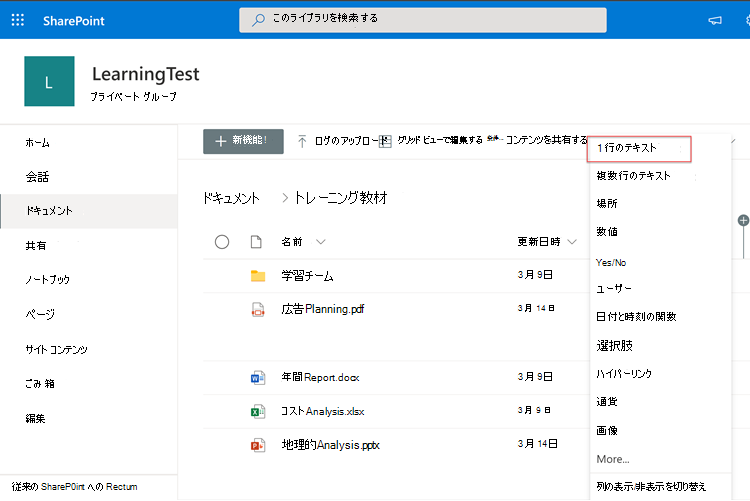 SharePoint
このライブラリを検索する
L
LearningTest
プライベート グループ
ホーム
会話
ドキュメント
共有
ノートブック
ページ
サイト コンテンツ
ごみ 箱
編集
従来の SharePoint への Rectum
+ 新機能!
ログのアップロード
グリッド ビューで編集する
コンテンツを共有する
ドキュメント > トレーニング教材
名前
更新日時
学習チーム
3月 9日
広告Planning.pdf
3月 14日
年間Report.docx
3月 9日
コストAnalysis.xlsx
3月 9日
地理的Analysis.pptx
3月 14日
1行のテキスト
複数行のテキスト
場所
数値
Yes/No
ユーザー
日付と時刻の関数
選択肢
ハイパーリンク
通貨
画像
More...
列の表示/非表示を切り替え